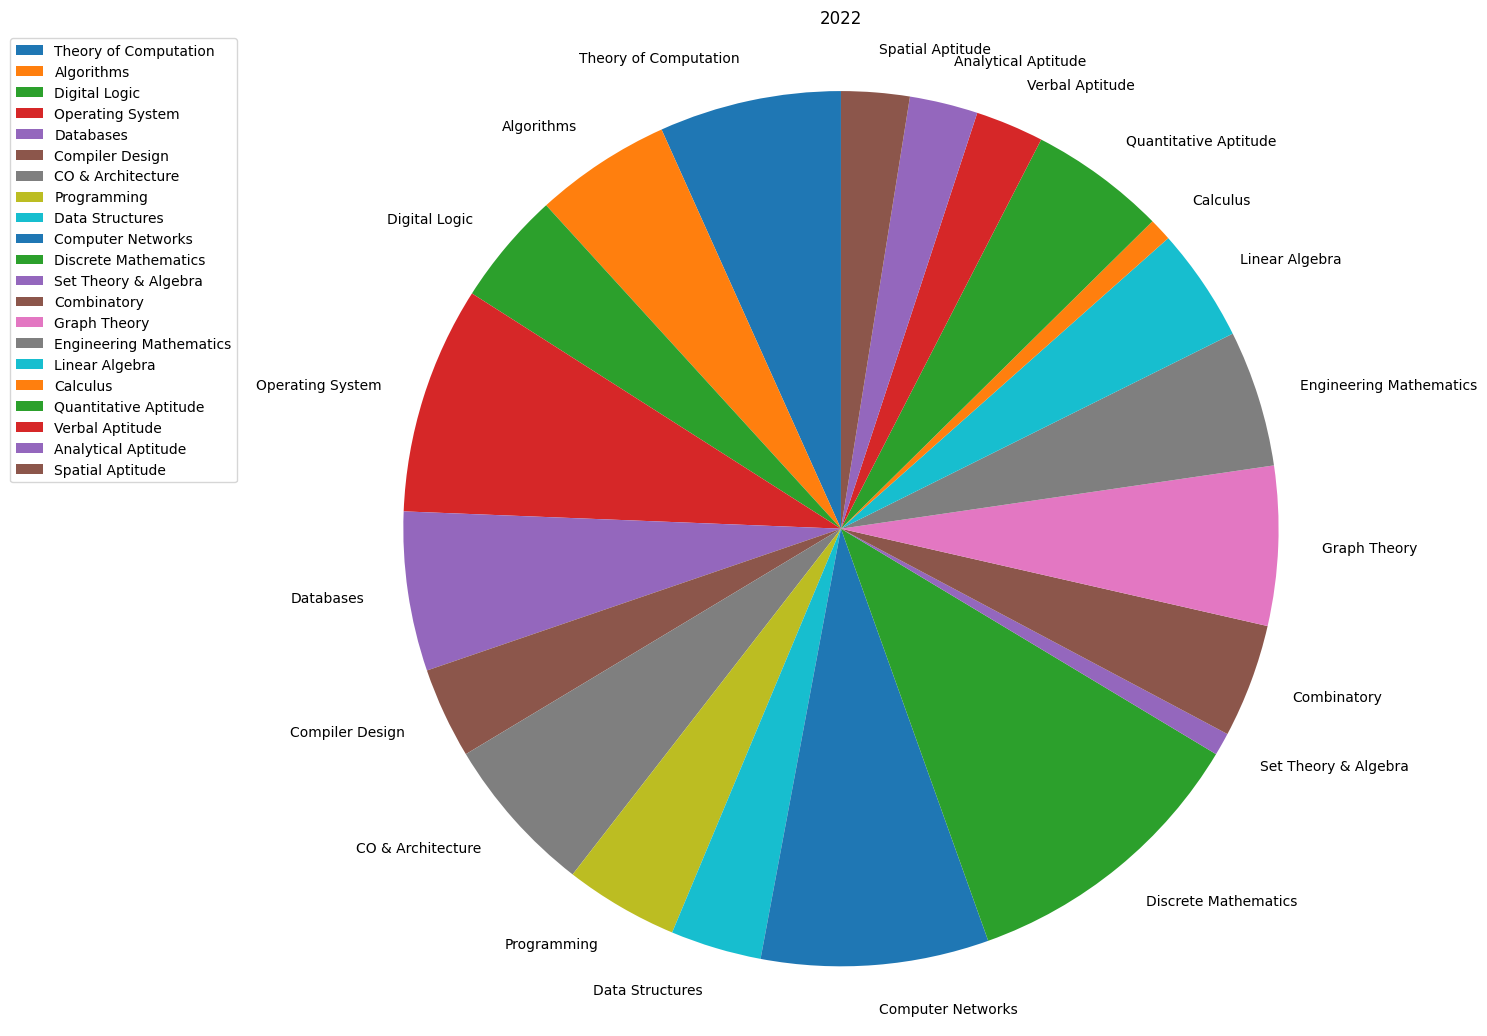 2022
Theory of Computation
Algorithms
Digital Logic
Operating System
Databases
Compiler Design
CO & Architecture
Programming
Data Structures
Computer Networks
Discrete Mathematics
Set Theory & Algebra
Combinatory
Graph Theory
Engineering Mathematics
Linear Algebra
Calculus
Quantitative Aptitude
Verbal Aptitude
Analytical Aptitude
Spatial Aptitude
Theory of Computation
Algorithms
Digital Logic
Operating System
Databases
Compiler Design
CO & Architecture
Programming
Data Structures
Computer Networks
Discrete Mathematics
Set Theory & Algebra
Combinatory
Graph Theory
Engineering Mathematics
Linear Algebra
Calculus
Quantitative Aptitude
Verbal Aptitude
Analytical Aptitude
Spatial Aptitude